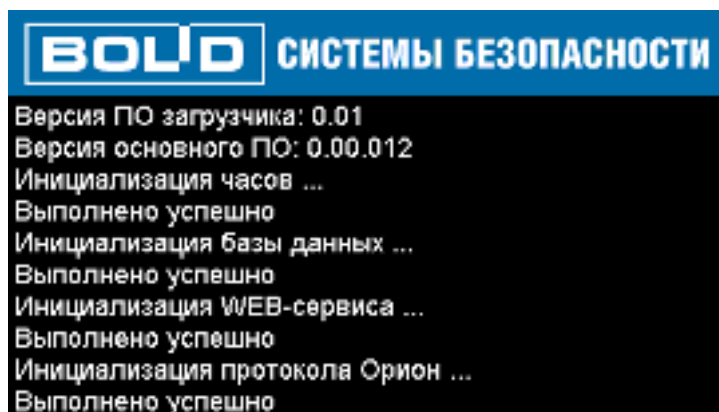 BOLID СИСТЕМЫ БЕЗОПАСНОСТИ
Версия ПО загрузчика: 0.01
Версия основного ПО: 0.00.012
Инициализация часов ...
Выполнено успешно
Инициализация базы данных ...
Выполнено успешно
Инициализация WEB-сервиса ...
Выполнено успешно
Инициализация протокола Орион ...
Выполнено успешно